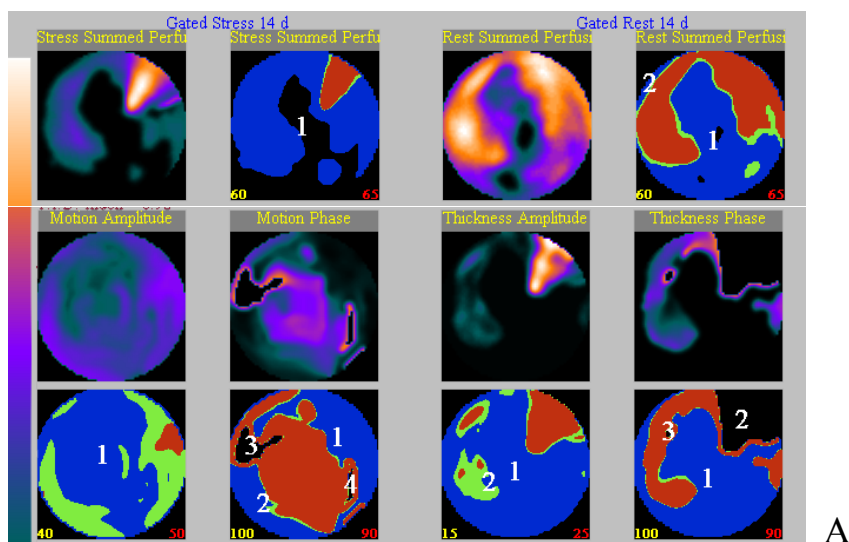 Gated Stress 14 d Gated Rest 14 d
Stress Summed Perfu Stress Summed Perfu Rest Summed Perfusi Rest Summed Perfusi
1 2 1
60 65 60 65
Motion Amplitude Motion Phase Thickness Amplitude Thickness Phase
1 3 1 2 4 1 2 3 2 1
40 50 100 90 15 25 100 90
A